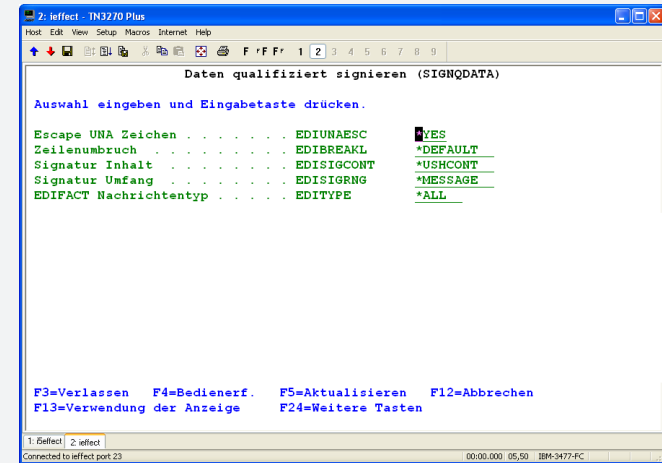 2: ieffect - TN3270 Plus
Host Edit View Setup Macros Internet Help
1 2 3 4 5 6 7 8 9
Daten qualifiziert signieren (SIGNQDATA)
Auswahl eingeben und Eingabetaste drücken.
Escape UNA Zeichen . . . . . . . EDIUNAESC *YES
Zeilenumbruch . . . . . . . . . EDIBREAKL *DEFAULT
Signatur Inhalt . . . . . . . . EDISIGCONT *USHCONT
Signatur Umfang . . . . . . . . EDISIGRNG *MESSAGE
EDIFACT Nachrichtentyp . . . . . EDITYPE *ALL
F3=Verlassen F4=Bedienerf. F5=Aktualisieren F12=Abbrechen
F13=Verwendung der Anzeige F24=Weitere Tasten
2: ieffect
Connected to ieffect port 23 00:00.000 05,50 IBM-3477-FC